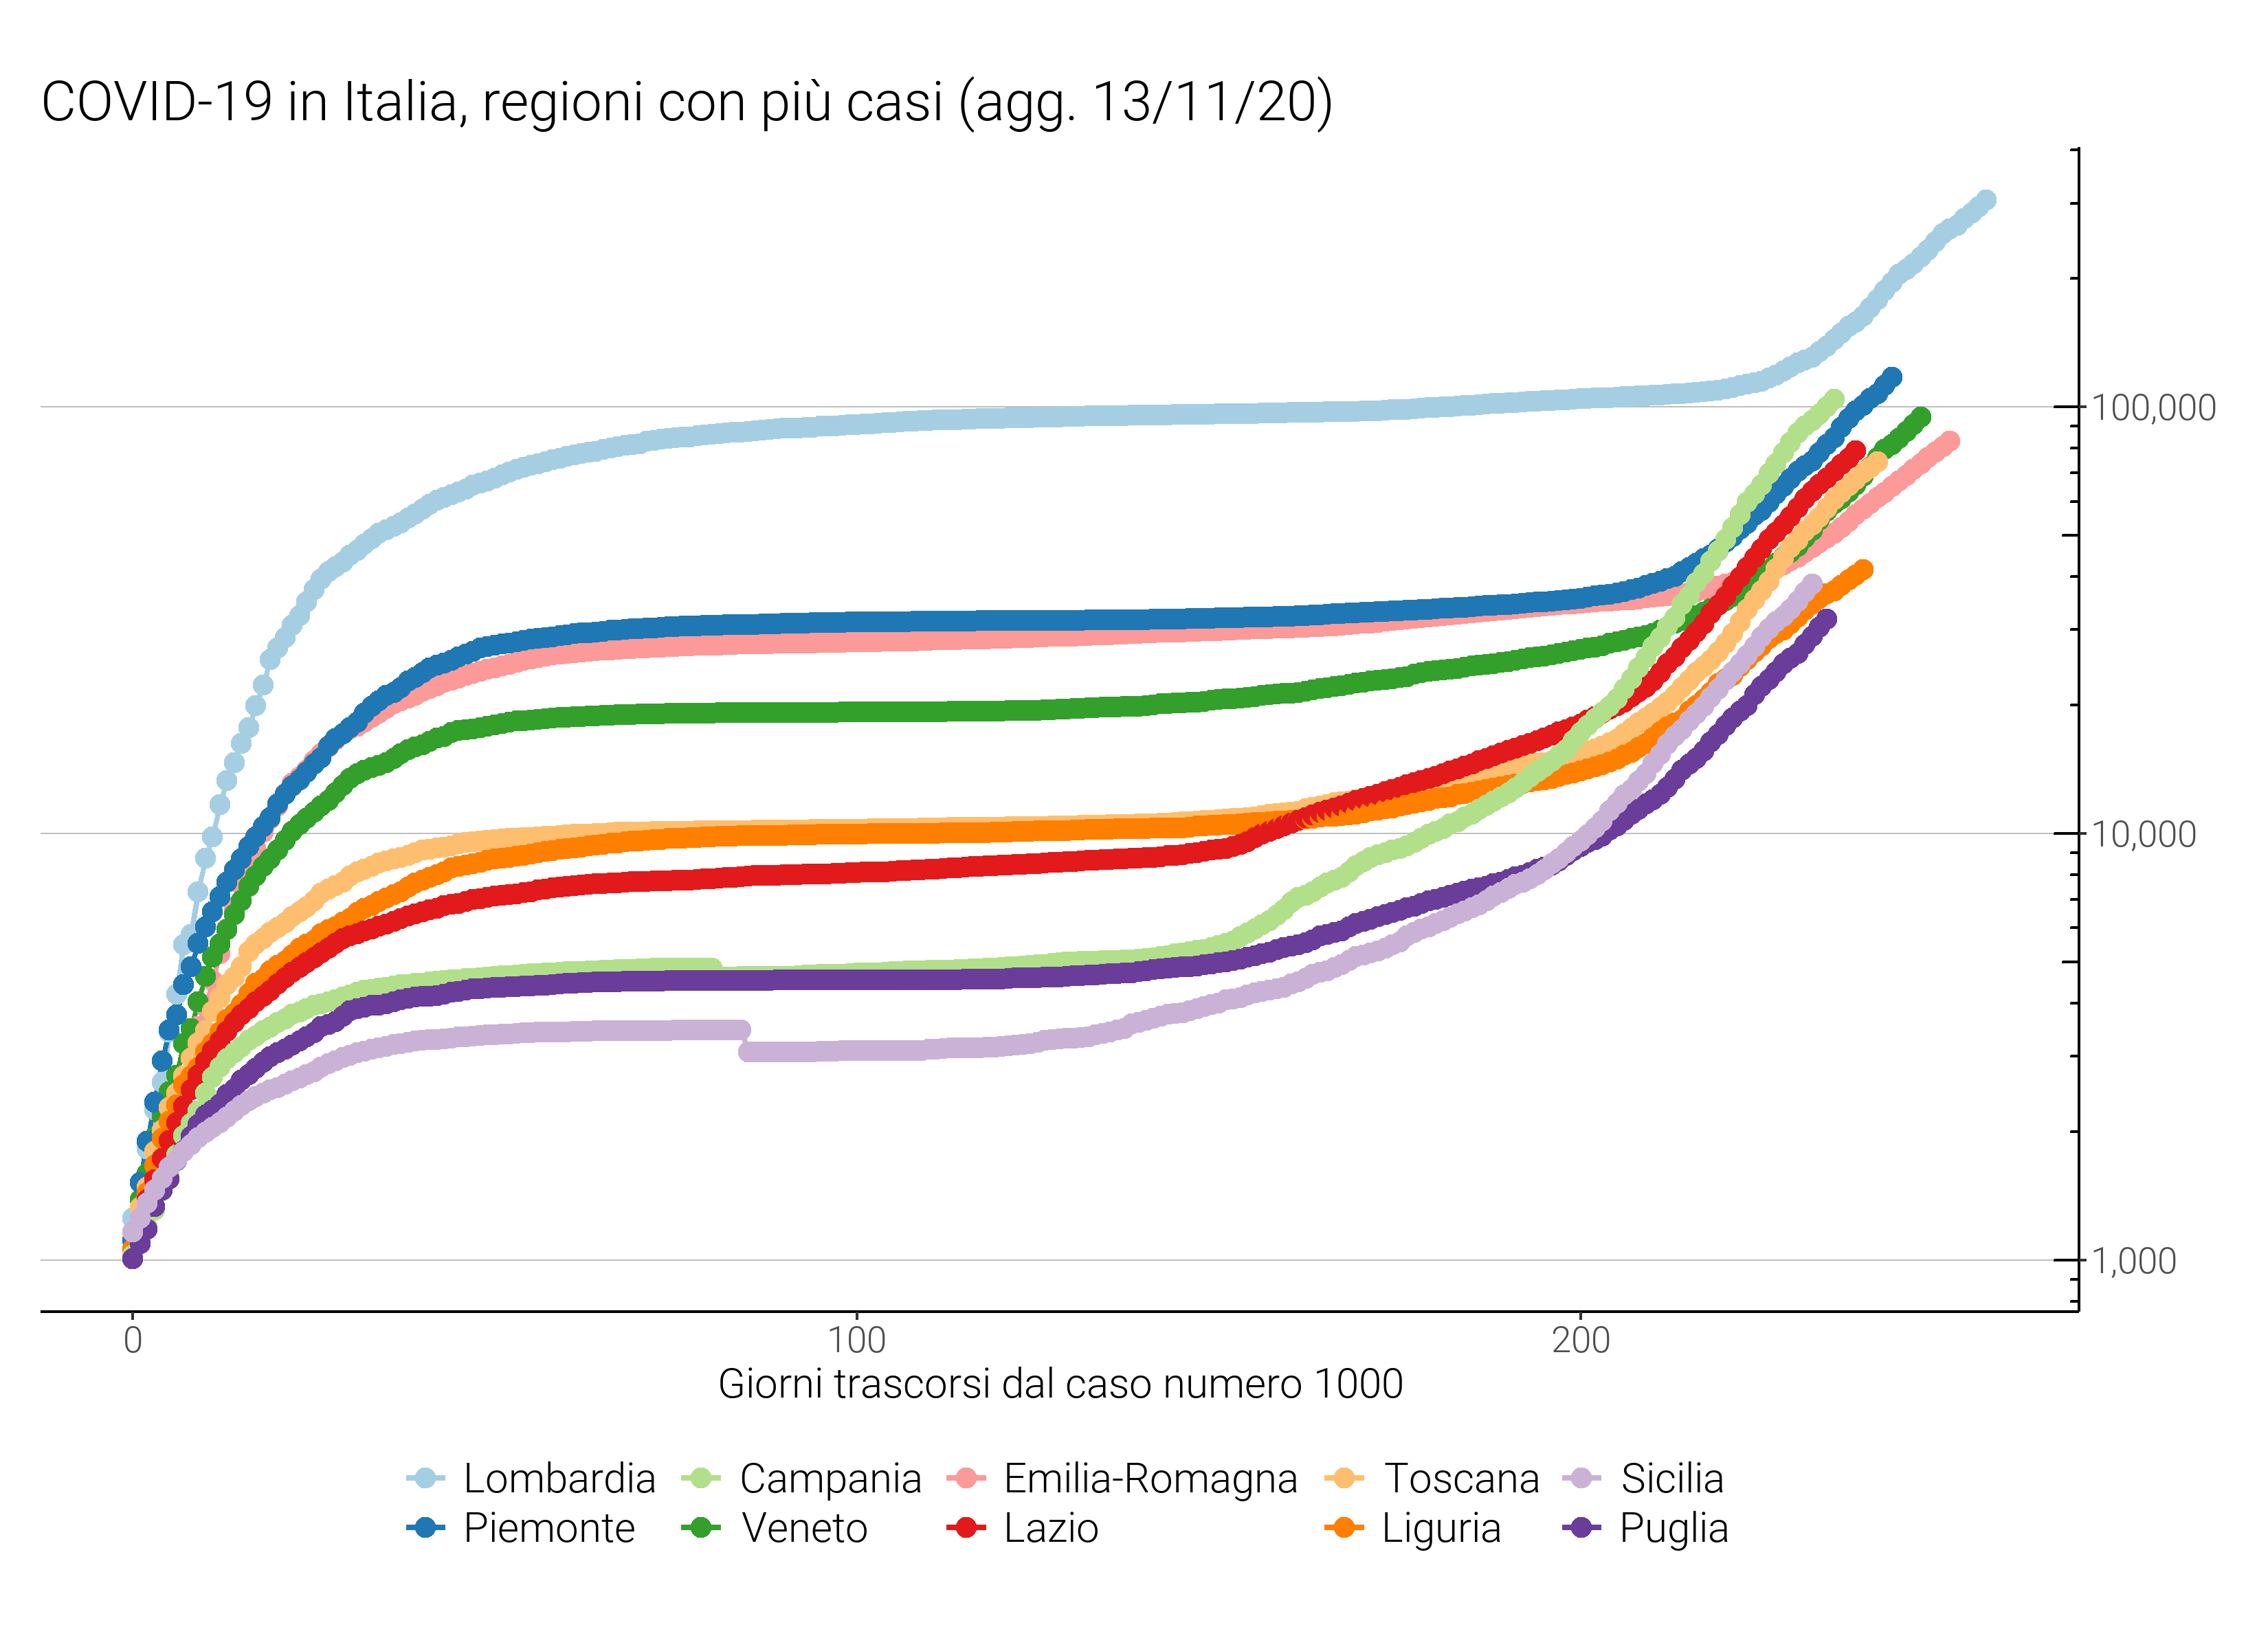 COVID-19 in Italia, regioni con più casi (agg. 13/11/20)
100,000
10,000
1,000
0 100 200
Giorni trascorsi dal caso numero 1000
Lombardia Campania Emilia-Romagna Toscana Sicilia
Piemonte Veneto Lazio Liguria Puglia